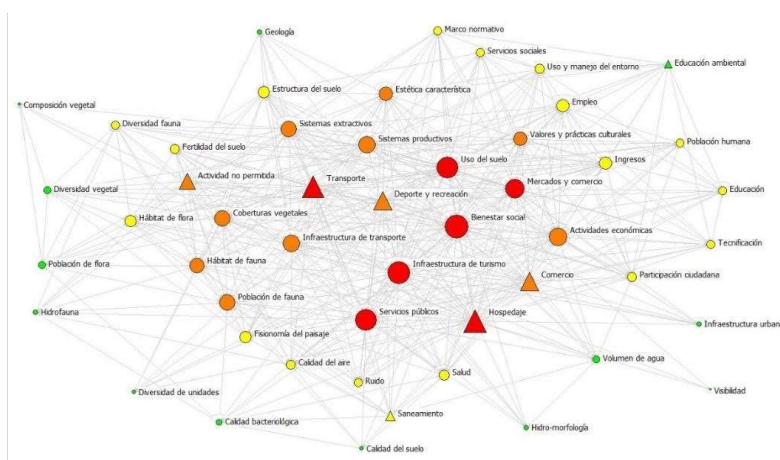 Marco normativo
Geología
Servicios sociales
Educación ambiental
Uso y manejo del entorno
Estructura del suelo
Estética característica
Composición vegetal
Empleo
Diversidad fauna
Sistemas extractivos
Sistemas productivos
Valores y prácticas culturales
Población humana
Fertilidad del suelo
Uso del suelo
Ingresos
Actividad no permitida
Transporte
Mercados y comercio
Diversidad vegetal
Deporte y recreación
Educación
Hábitat de flora
Coberturas vegetales
Bienestar social
Infraestructura de transporte
Actividades económicas
Tecnificación
Población de flora
Hábitat de fauna
Infraestructura de turismo
Comercio
Participación ciudadana
Población de fauna
Hidrofauna
Servicios públicos
Hospedaje
Infraestructura urban
Fisionomía del paisaje
Calidad del aire
Volumen de agua
Ruido
Salud
Diversidad de unidades
Visibilidad
Saneamiento
Calidad bacteriológica
Hidro-morfología
Calidad del suelo